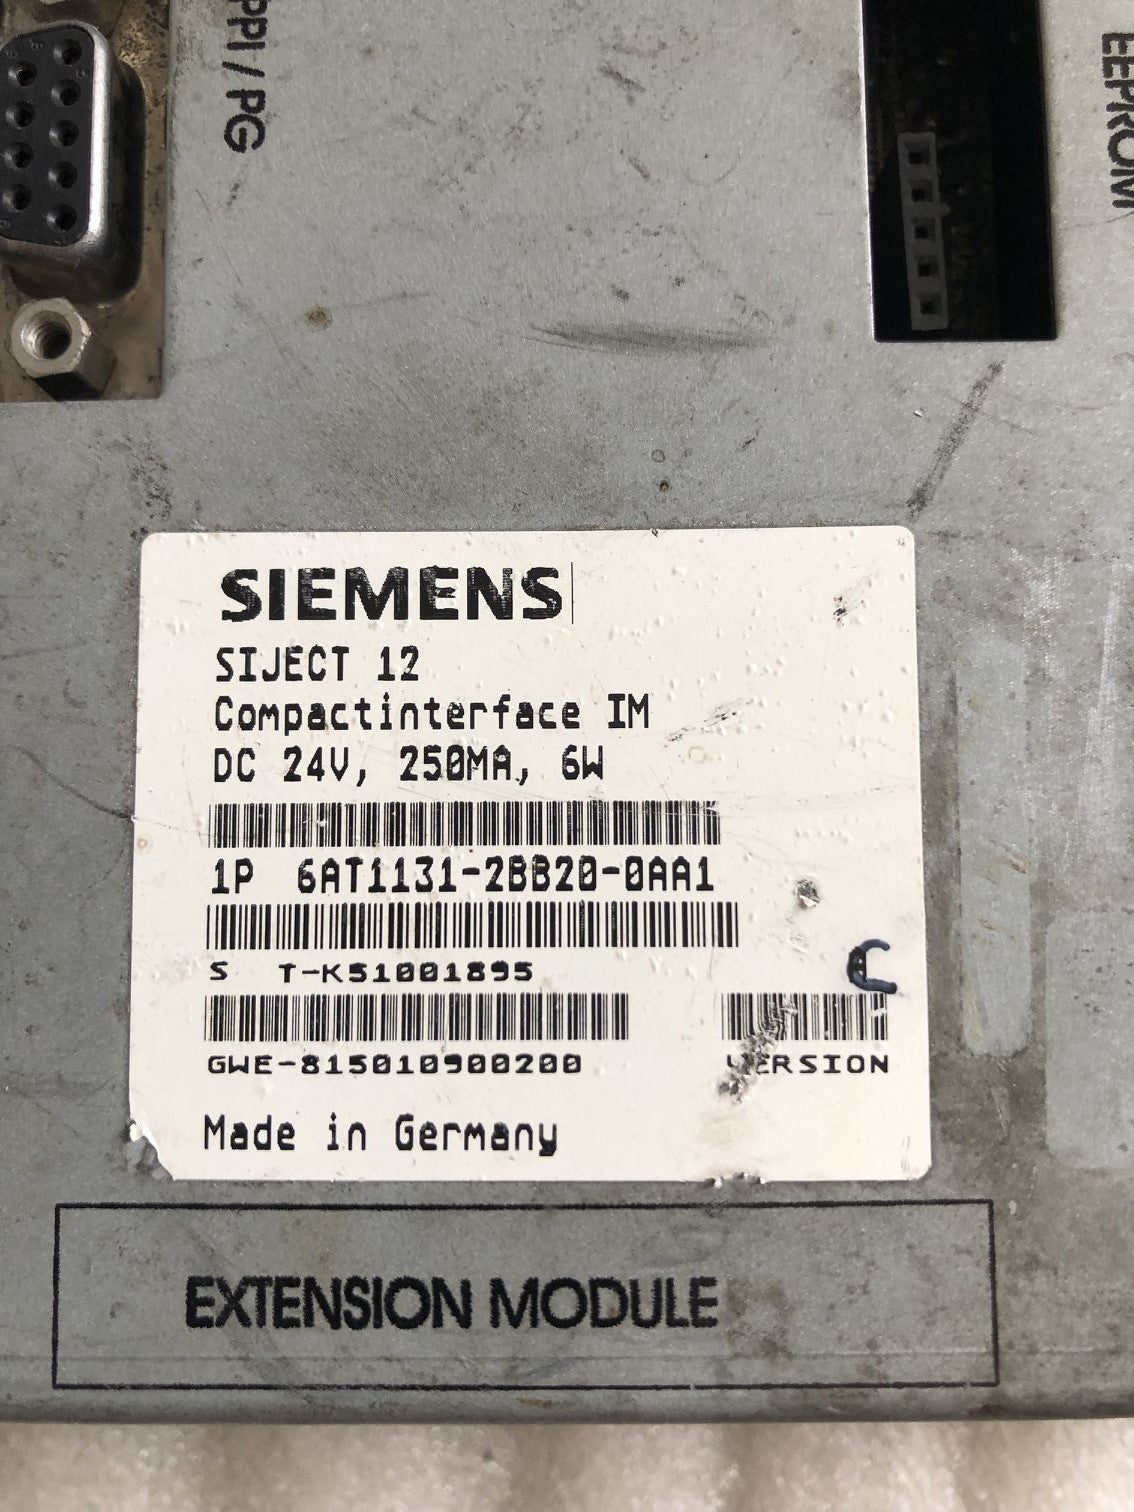 PPI / PG
EEPROM
SIEMENS
SIJECT 12
Compactinterface IM
DC 24V, 250MA, 6W
1P 6AT1131-2BB20-0AA1
S T-K51001895
C
GWE-815010900200
VERSION
Made in Germany
EXTENSION MODULE